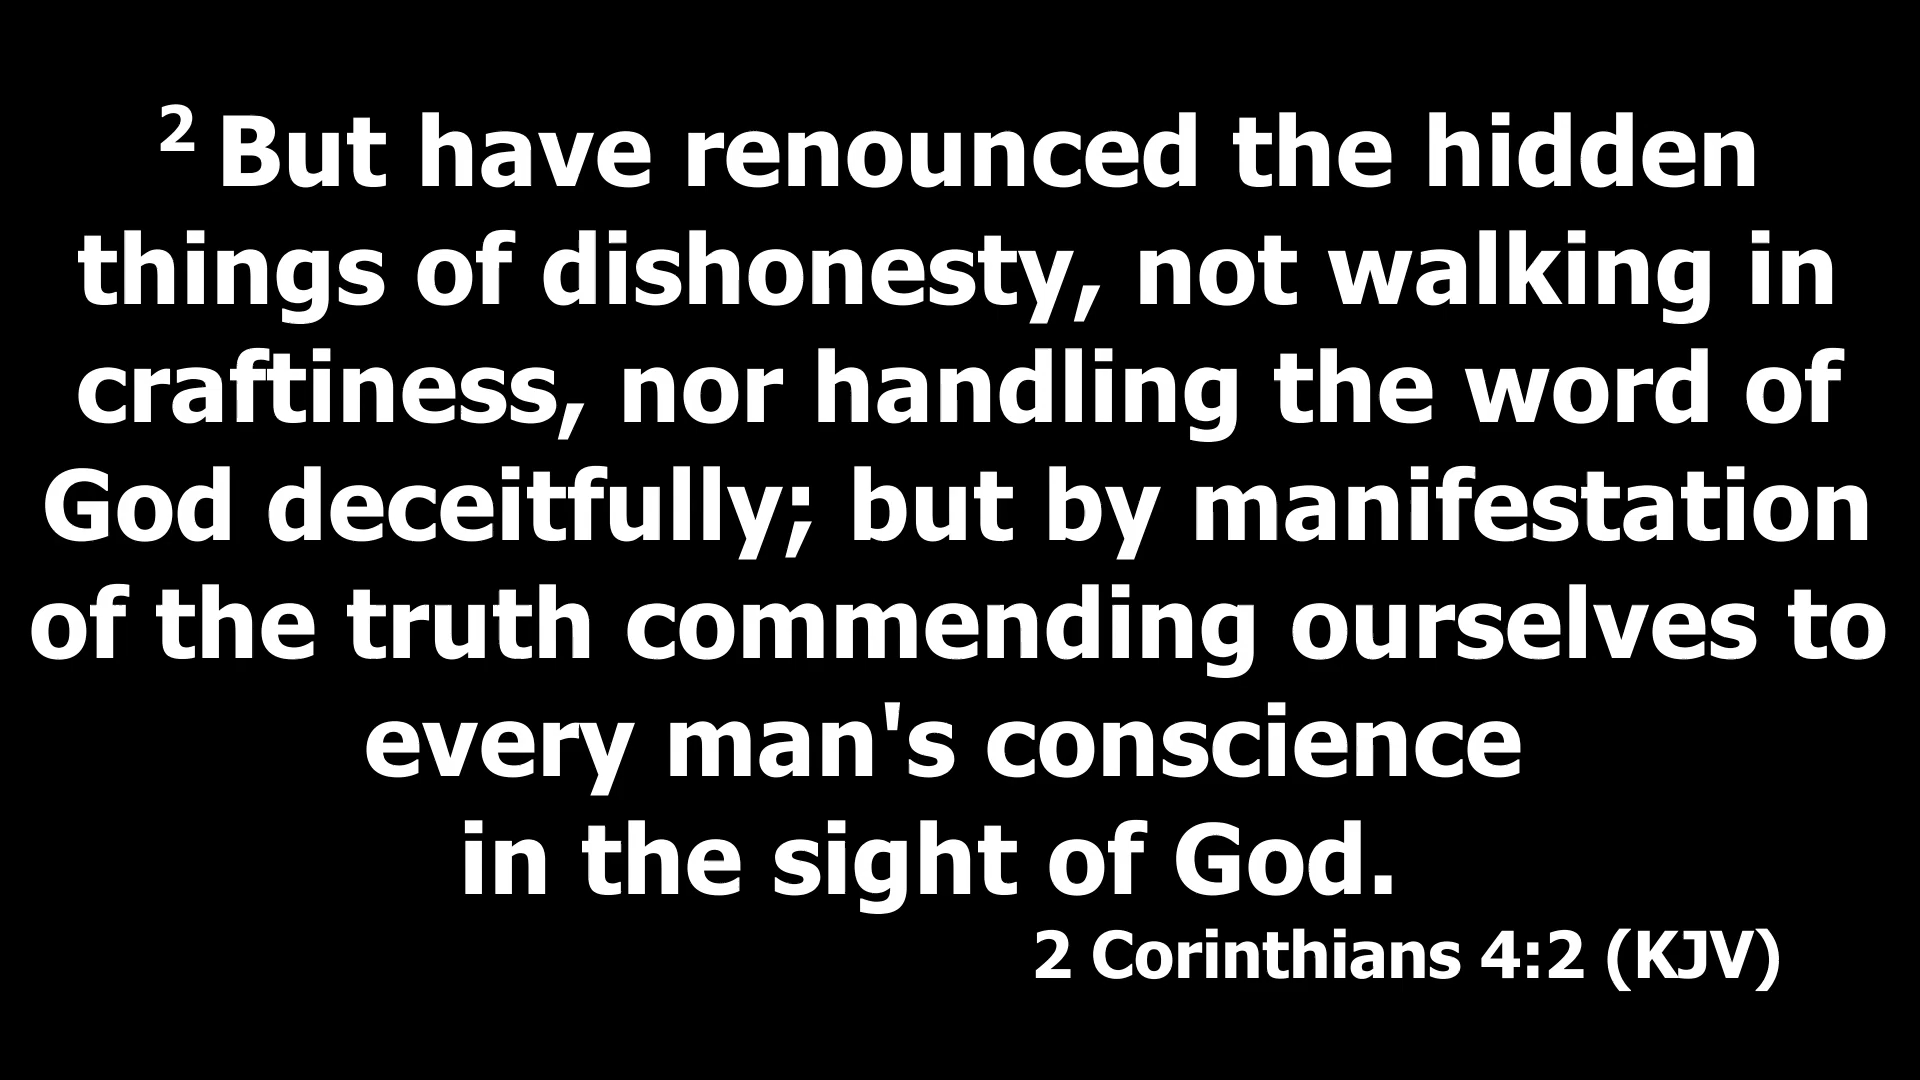 2 But have renounced the hidden
things of dishonesty, not walking in
craftiness, nor handling the word of
God deceitfully; but by manifestation
of the truth commending ourselves to
every man's conscience
in the sight of God.
2 Corinthians 4:2 (KJV)